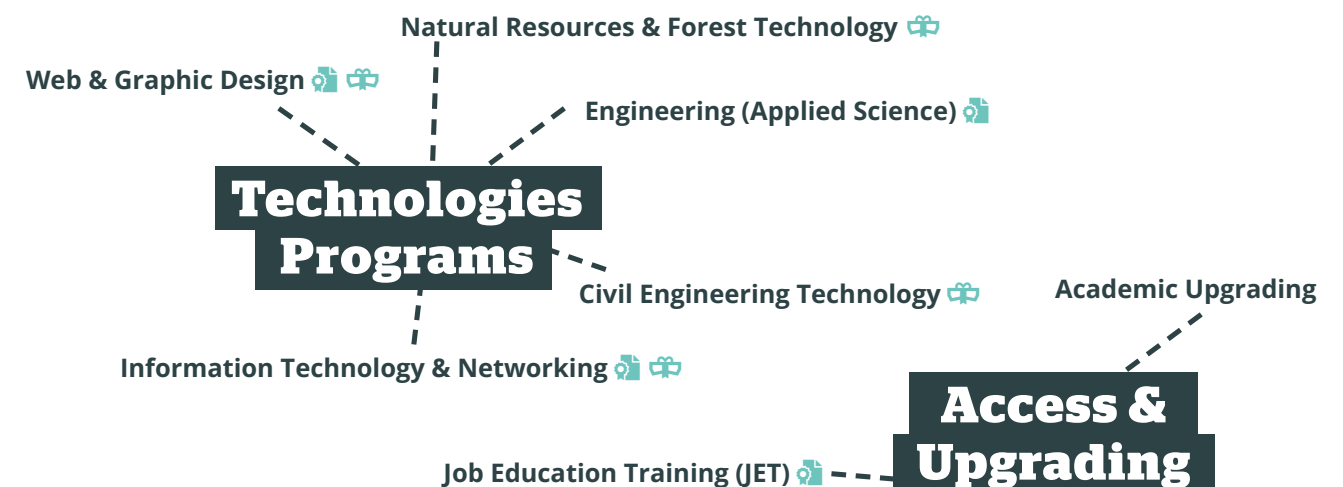 Natural Resources & Forest Technology
Web & Graphic Design
Engineering (Applied Science)
Technologies
Programs
Civil Engineering Technology
Academic Upgrading
Information Technology & Networking
Access &
Upgrading
Job Education Training (JET)